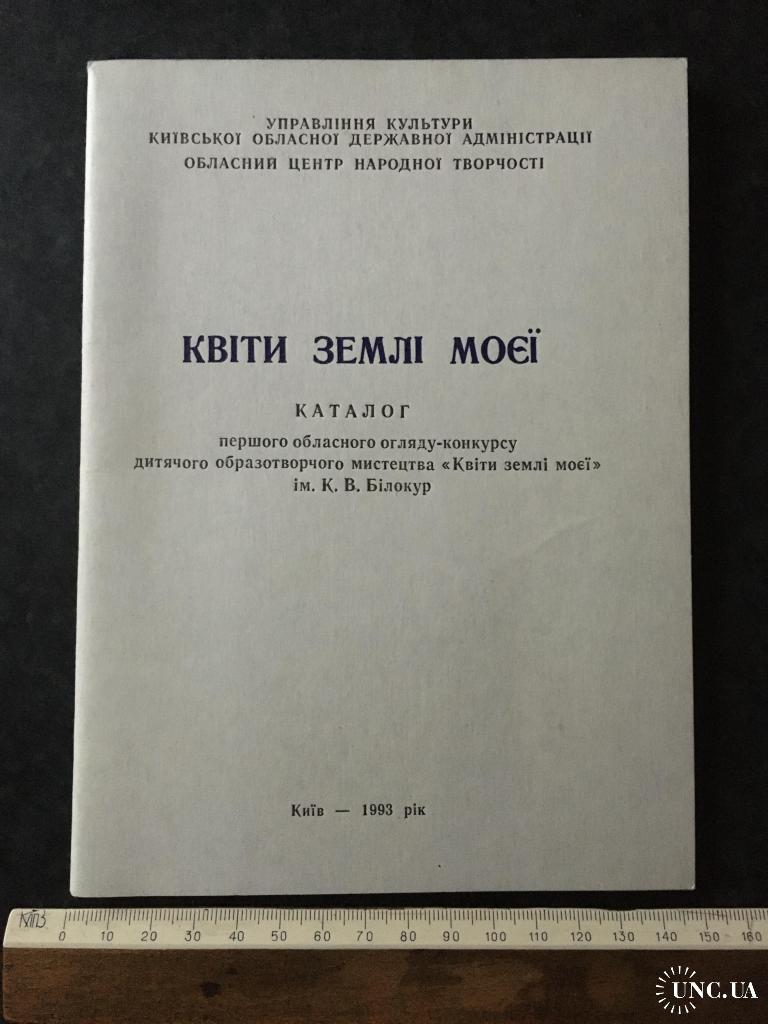 УПРАВЛІННЯ КУЛЬТУРИ
КИЇВСЬКОЇ ОБЛАСНОЇ ДЕРЖАВНОЇ АДМІНІСТРАЦІЇ
ОБЛАСНИЙ ЦЕНТР НАРОДНОЇ ТВОРЧОСТІ
КВІТИ ЗЕМЛІ МОЄЇ
КАТАЛОГ
першого обласного огляду-конкурсу
дитячого образотворчого мистецтва «Квіти землі моєї»
ім. К. В. Білокур
Київ — 1993 рік
0 10 20 30 40 50 60 70 80 90 100 110 120 130 140 150 160
UNC.UA